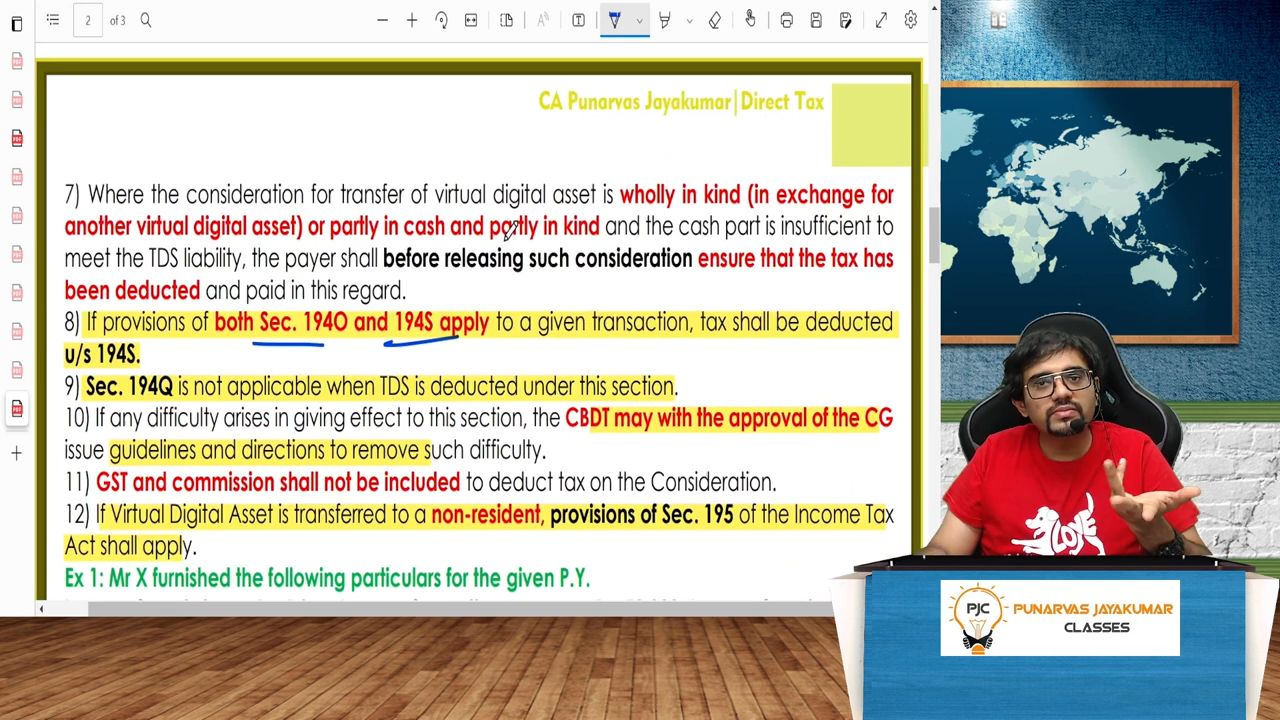 2 of 3
CA Punarvas Jayakumar|Direct Tax
7) Where the consideration for transfer of virtual digital asset is wholly in kind (in exchange for
another virtual digital asset) or partly in cash and partly in kind and the cash part is insufficient to
meet the TDS liability, the payer shall before releasing such consideration ensure that the tax has
been deducted and paid in this regard.
8) If provisions of both Sec. 194O and 194S apply to a given transaction, tax shall be deducted
u/s 194S.
9) Sec. 194Q is not applicable when TDS is deducted under this section.
10) If any difficulty arises in giving effect to this section, the CBDT may with the approval of the CG
issue guidelines and directions to remove such difficulty.
11) GST and commission shall not be included to deduct tax on the Consideration.
12) If Virtual Digital Asset is transferred to a non-resident, provisions of Sec. 195 of the Income Tax
Act shall apply.
Ex 1: Mr X furnished the following particulars for the given P.Y.
LOVE
PJC
PUNARVAS JAYAKUMAR
CLASSES